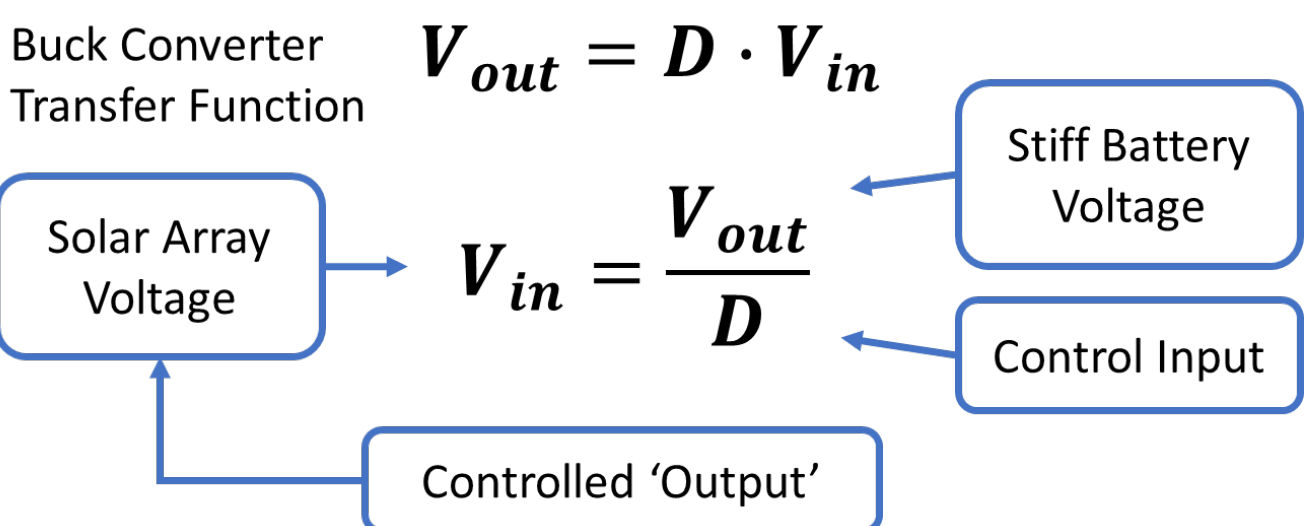 Buck Converter
Transfer Function
V_out = D · V_in
Stiff Battery
Voltage
Solar Array
Voltage
V_in = V_out / D
Control Input
Controlled ‘Output’